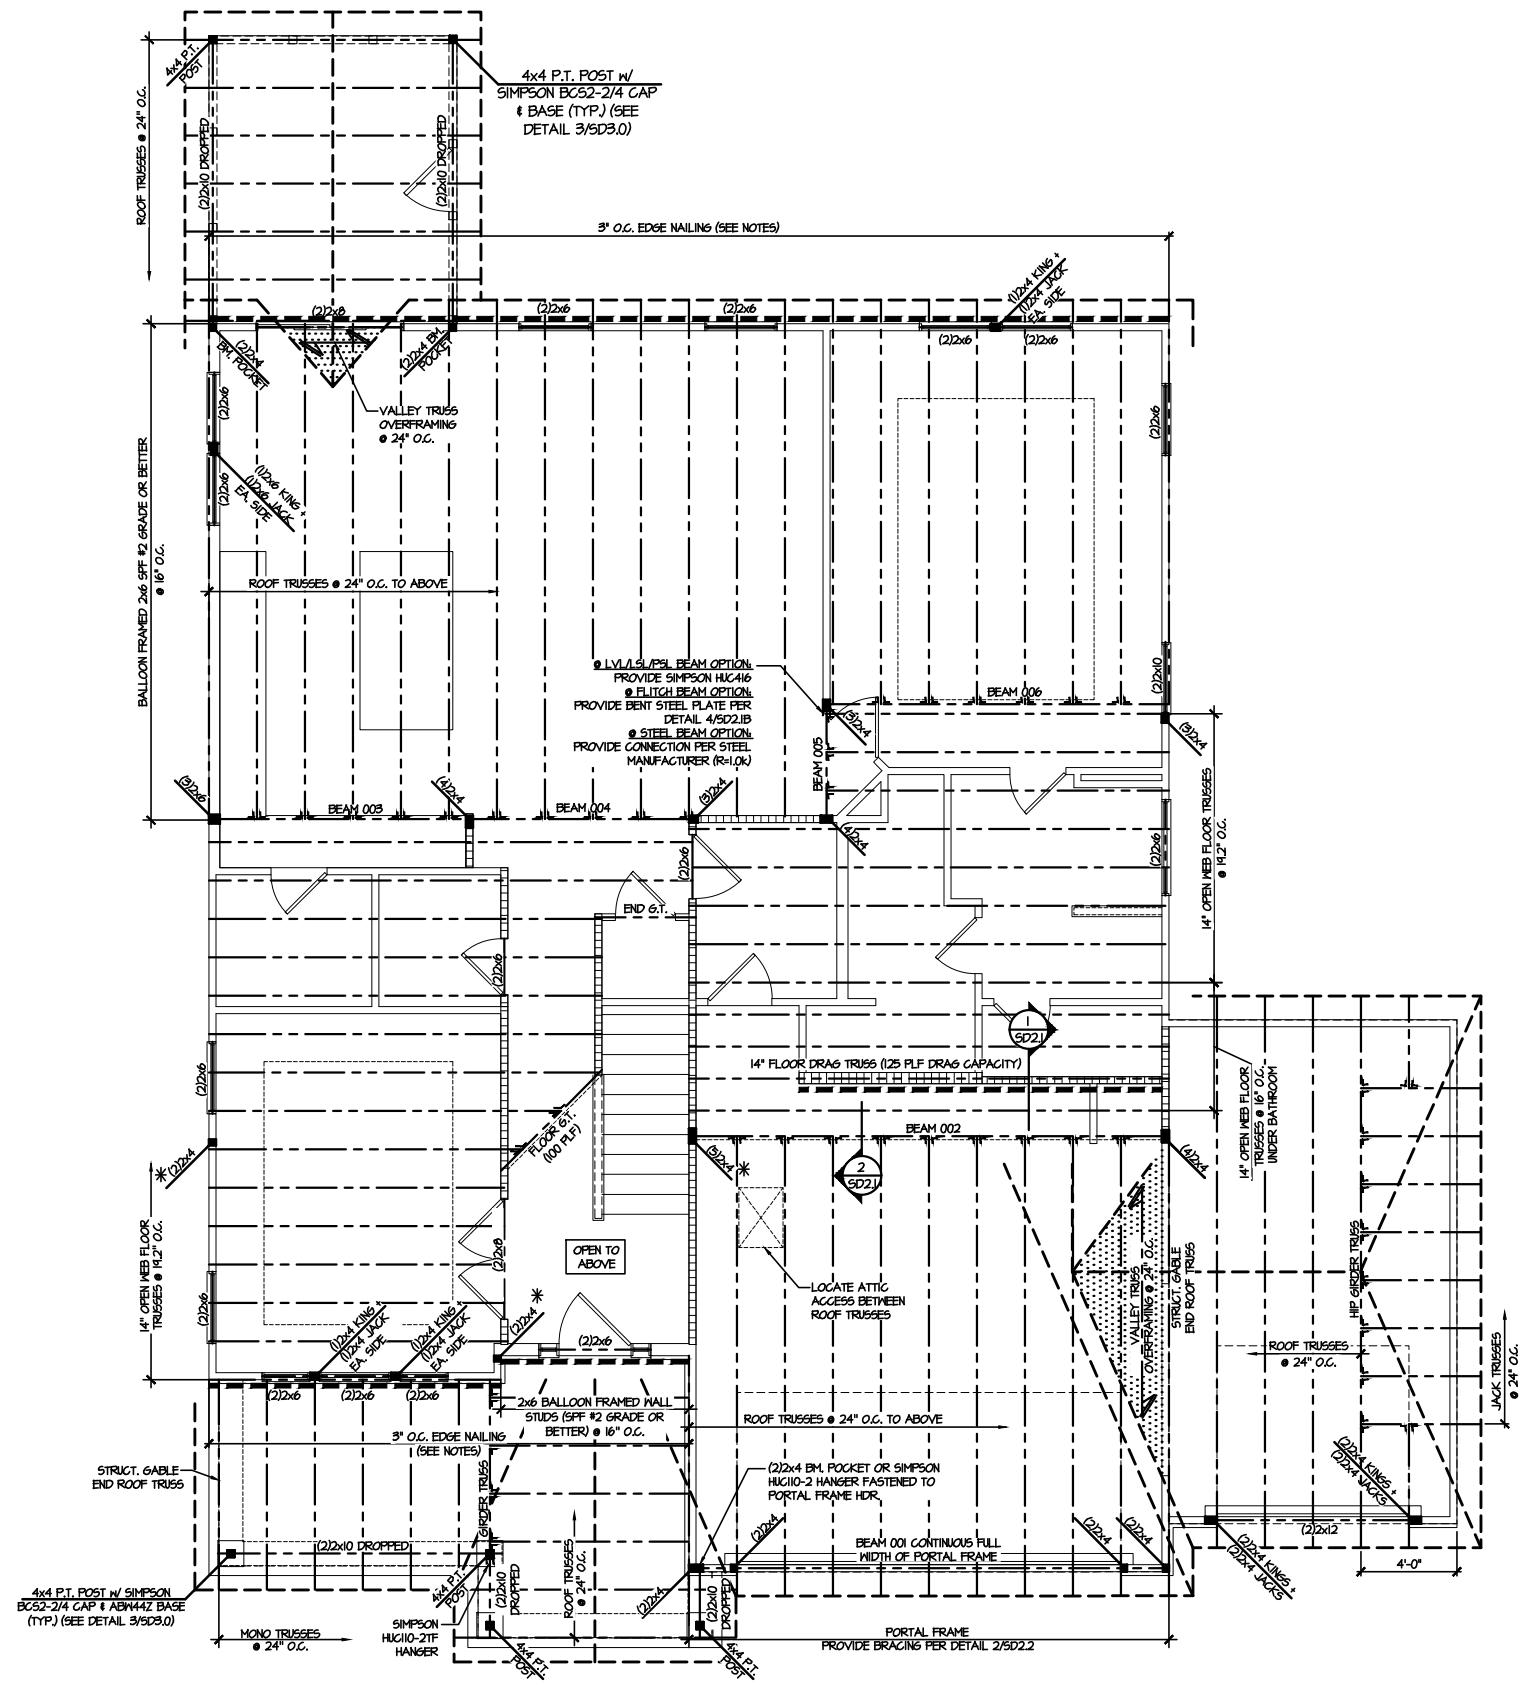 4x4 P.T.
POST
4x4 P.T. POST W/
SIMPSON BCS2-2/4 CAP
& BASE (TYP.) (SEE
DETAIL 3/SD3.0)
ROOF TRUSSES @ 24" O.C.
(2)2x10 DROPPED
(2)2x10 DROPPED
3" O.C. EDGE NAILING (SEE NOTES)
(1)2x4 KING +
(1)2x4 JACK
EA. SIDE
(2)2x8
(2)2x6
(2)2x6
(2)2x6
(2)2x6
(2)2x4
BM. POCKET
(2)2x4 BM.
POCKET
VALLEY TRUSS
OVERFRAMING
@ 24" O.C.
(2)2x6
(2)2x6
(2)2x6
(1)2x6 KING +
(1)2x6 JACK
EA. SIDE
BALLOON FRAMED 2x6 SPF #2 GRADE OR BETTER
@ 16" O.C.
ROOF TRUSSES @ 24" O.C. TO ABOVE
@ LVL/LSL/PSL BEAM OPTION:
PROVIDE SIMPSON HUC416
@ FLITCH BEAM OPTION:
PROVIDE BENT STEEL PLATE PER
DETAIL 4/SD2.1B
@ STEEL BEAM OPTION:
PROVIDE CONNECTION PER STEEL
MANUFACTURER (R=1.0k)
BEAM 006
(2)2x10
(3)2x4
(3)2x4
BEAM 005
(3)2x6
BEAM 003
(4)2x4
BEAM 004
(3)2x4
(4)2x4
14" OPEN WEB FLOOR TRUSSES
@ 19.2" O.C.
(2)2x6
(2)2x6
END G.T.
(2)2x6
1
SD2.1
14" FLOOR DRAG TRUSS (125 PLF DRAG CAPACITY)
(2)2x6
FLOOR G.T.
(100 PLF)
BEAM 002
14" OPEN WEB FLOOR
TRUSSES @ 16" O.C.
UNDER BATHROOM
*
(2)2x4
(5)2x4
*
2
SD2.1
(4)2x4
14" OPEN WEB FLOOR
TRUSSES @ 19.2" O.C.
(2)2x8
OPEN TO
ABOVE
LOCATE ATTIC
ACCESS BETWEEN
ROOF TRUSSES
VALLEY TRUSS
OVERFRAMING @ 24" O.C.
STRUCT. GABLE
END ROOF TRUSS
HIP GIRDER TRUSS
(2)2x6
(1)2x4 KING +
(1)2x4 JACK
EA. SIDE
(1)2x4 KING +
(1)2x4 JACK
EA. SIDE
(2)2x4
*
(2)2x6
ROOF TRUSSES
@ 24" O.C.
JACK TRUSSES
@ 24" O.C.
(2)2x6
(2)2x6
(2)2x6
2x6 BALLOON FRAMED WALL
STUDS (SPF #2 GRADE OR
BETTER) @ 16" O.C.
ROOF TRUSSES @ 24" O.C. TO ABOVE
3" O.C. EDGE NAILING
(SEE NOTES)
STRUCT. GABLE
END ROOF TRUSS
GIRDER TRUSS
(2)2x4 BM. POCKET OR SIMPSON
HUC110-2 HANGER FASTENED TO
PORTAL FRAME HDR.
(2)2x4 KINGS +
(2)2x4 JACKS
(2)2x10 DROPPED
(2)2x4
BEAM 001 CONTINUOUS FULL
WIDTH OF PORTAL FRAME
(2)2x4
(2)2x4
(2)2x12
(2)2x4 KINGS +
(2)2x4 JACKS
4'-0"
4x4 P.T. POST W/ SIMPSON
BCS2-2/4 CAP & ABW44Z BASE
(TYP.) (SEE DETAIL 3/SD3.0)
4x4 P.T.
POST
(2)2x10
DROPPED
ROOF TRUSSES
@ 24" O.C.
(2)2x4
(2)2x10
DROPPED
MONO TRUSSES
@ 24" O.C.
SIMPSON
HUC110-2TF
HANGER
4x4 P.T.
POST
4x4 P.T.
POST
PORTAL FRAME
PROVIDE BRACING PER DETAIL 2/SD2.2